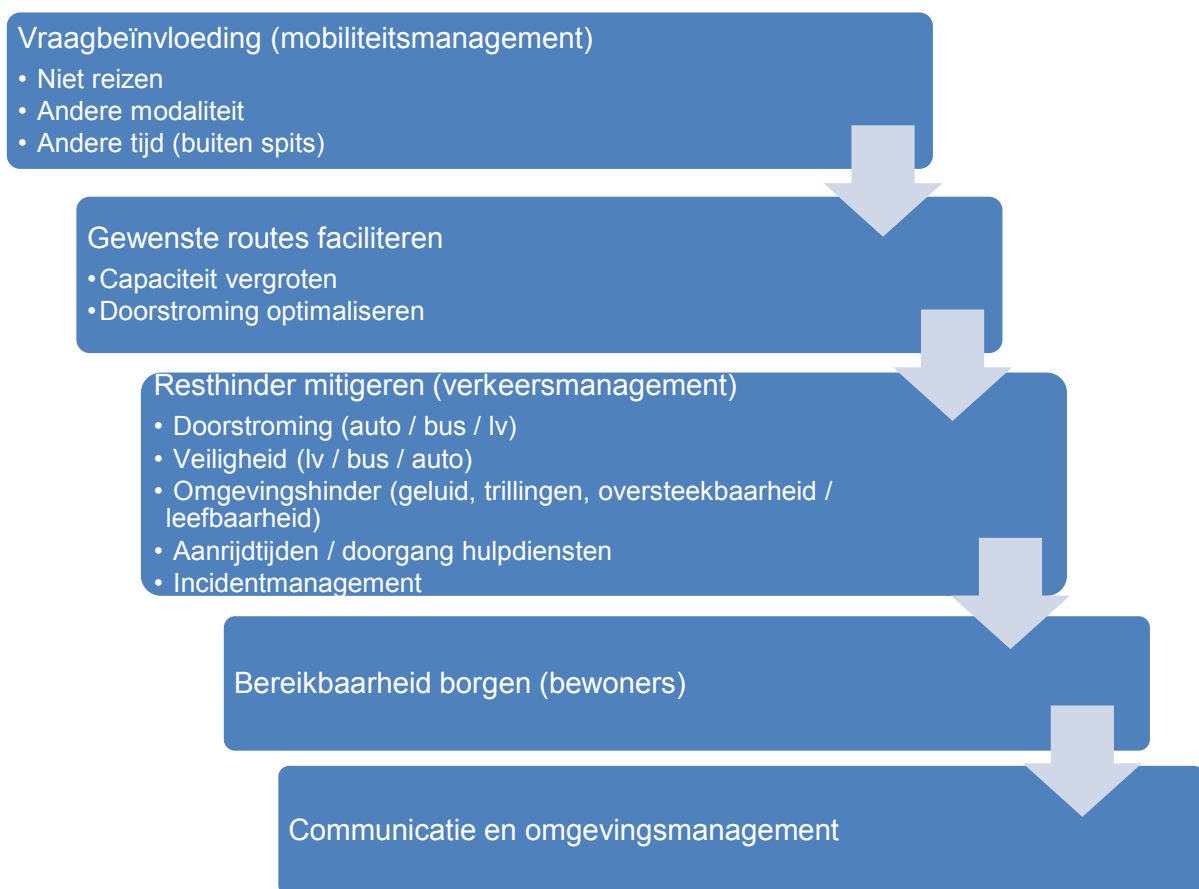 Vraagbeïnvloeding (mobiliteitsmanagement)
• Niet reizen
• Andere modaliteit
• Andere tijd (buiten spits)
Gewenste routes faciliteren
• Capaciteit vergroten
• Doorstroming optimaliseren
Resthinder mitigeren (verkeersmanagement)
• Doorstroming (auto / bus / lv)
• Veiligheid (lv / bus / auto)
• Omgevingshinder (geluid, trillingen, oversteekbaarheid /
leefbaarheid)
• Aanrijdtijden / doorgang hulpdiensten
• Incidentmanagement
Bereikbaarheid borgen (bewoners)
Communicatie en omgevingsmanagement